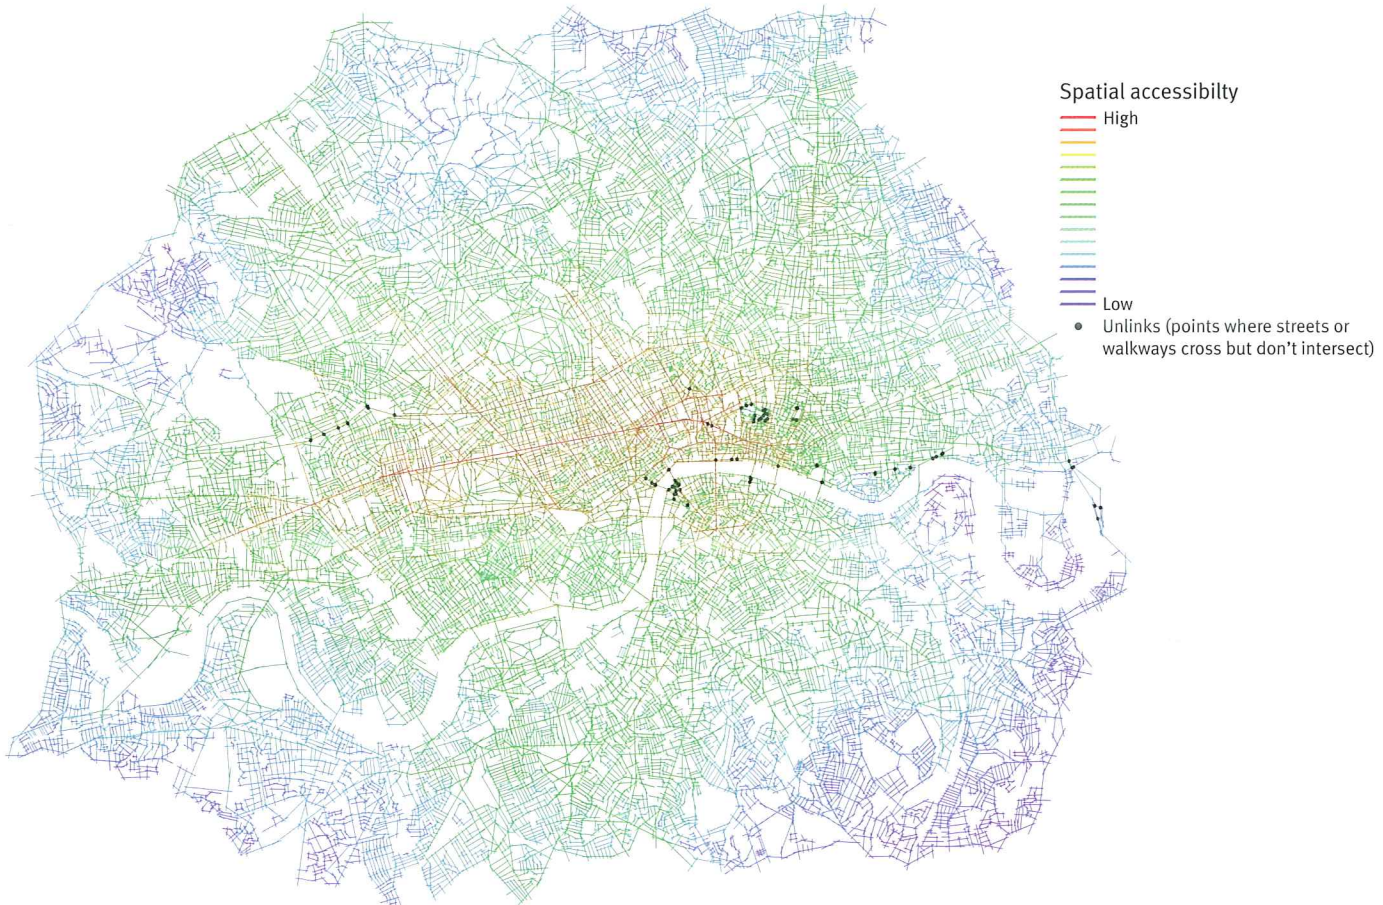 Spatial accessibilty
High
Low
Unlinks (points where streets or
walkways cross but don't intersect)